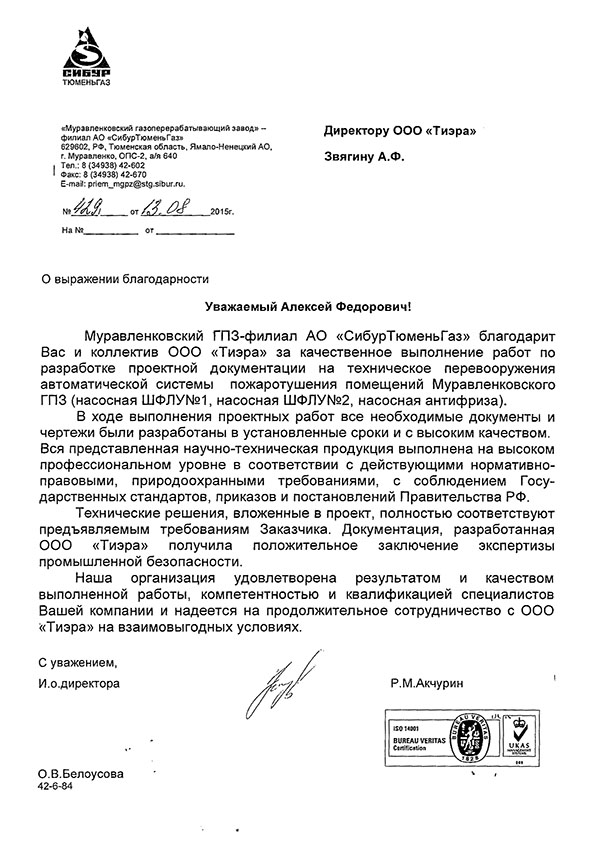 СИБУР
ТЮМЕНЬГАЗ
«Муравленковский газоперерабатывающий завод» –
филиал АО «СибурТюменьГаз»
629602, РФ, Тюменская область, Ямало-Ненецкий АО,
г. Муравленко, ОПС-2, а/я 640
Тел.: 8 (34938) 42-602
Факс: 8 (34938) 42-670
E-mail: priem_mgpz@stg.sibur.ru.
№ 429 от 13.08 2015г.
На №__________ от ______________
Директору ООО «Тиэра»
Звягину А.Ф.
О выражении благодарности
Уважаемый Алексей Федорович!
Муравленковский ГПЗ-филиал АО «СибурТюменьГаз» благодарит
Вас и коллектив ООО «Тиэра» за качественное выполнение работ по
разработке проектной документации на техническое перевооружения
автоматической системы пожаротушения помещений Муравленковского
ГПЗ (насосная ШФЛУ№1, насосная ШФЛУ№2, насосная антифриза).
В ходе выполнения проектных работ все необходимые документы и
чертежи были разработаны в установленные сроки и с высоким качеством.
Вся представленная научно-техническая продукция выполнена на высоком
профессиональном уровне в соответствии с действующими нормативно-
правовыми, природоохранными требованиями, с соблюдением Госу-
дарственных стандартов, приказов и постановлений Правительства РФ.
Технические решения, вложенные в проект, полностью соответствуют
предъявляемым требованиям Заказчика. Документация, разработанная
ООО «Тиэра» получила положительное заключение экспертизы
промышленной безопасности.
Наша организация удовлетворена результатом и качеством
выполненной работы, компетентностью и квалификацией специалистов
Вашей компании и надеется на продолжительное сотрудничество с ООО
«Тиэра» на взаимовыгодных условиях.
С уважением,
И.о.директора
Р.М.Акчурин
ISO 14001
BUREAU VERITAS
Certification
BUREAU VERITAS
1828
UKAS
MANAGEMENT
SYSTEMS
008
О.В.Белоусова
42-6-84